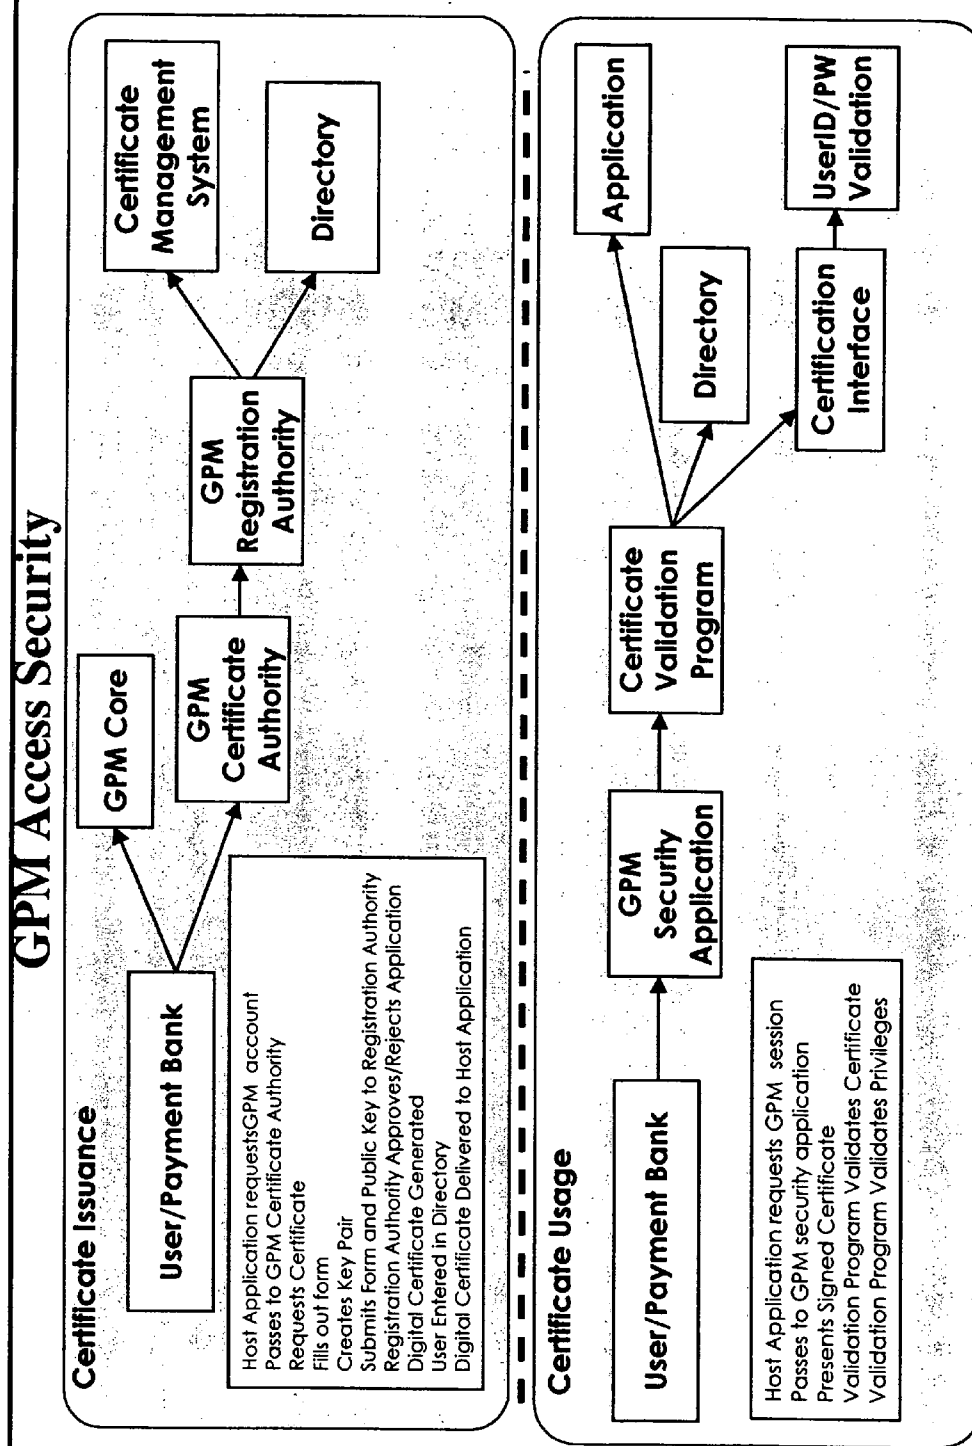 GPM Access Security
Certificate Issuance
User/Payment Bank
GPM Core
GPM
Certificate
Authority
GPM
Registration
Authority
Certificate
Management
System
Directory
Host Application requestsGPM account
Passes to GPM Certificate Authority
Requests Certificate
Fills out form
Creates Key Pair
Submits Form and Public Key to Registration Authority
Registration Authority Approves/Rejects Application
Digital Certificate Generated
User Entered in Directory
Digital Certificate Delivered to Host Application
Certificate Usage
User/Payment Bank
GPM
Security
Application
Certificate
Validation
Program
Application
Directory
Certification
Interface
UserID/PW
Validation
Host Application requests GPM session
Passes to GPM security application
Presents Signed Certificate
Validation Program Validates Certificate
Validation Program Validates Privileges